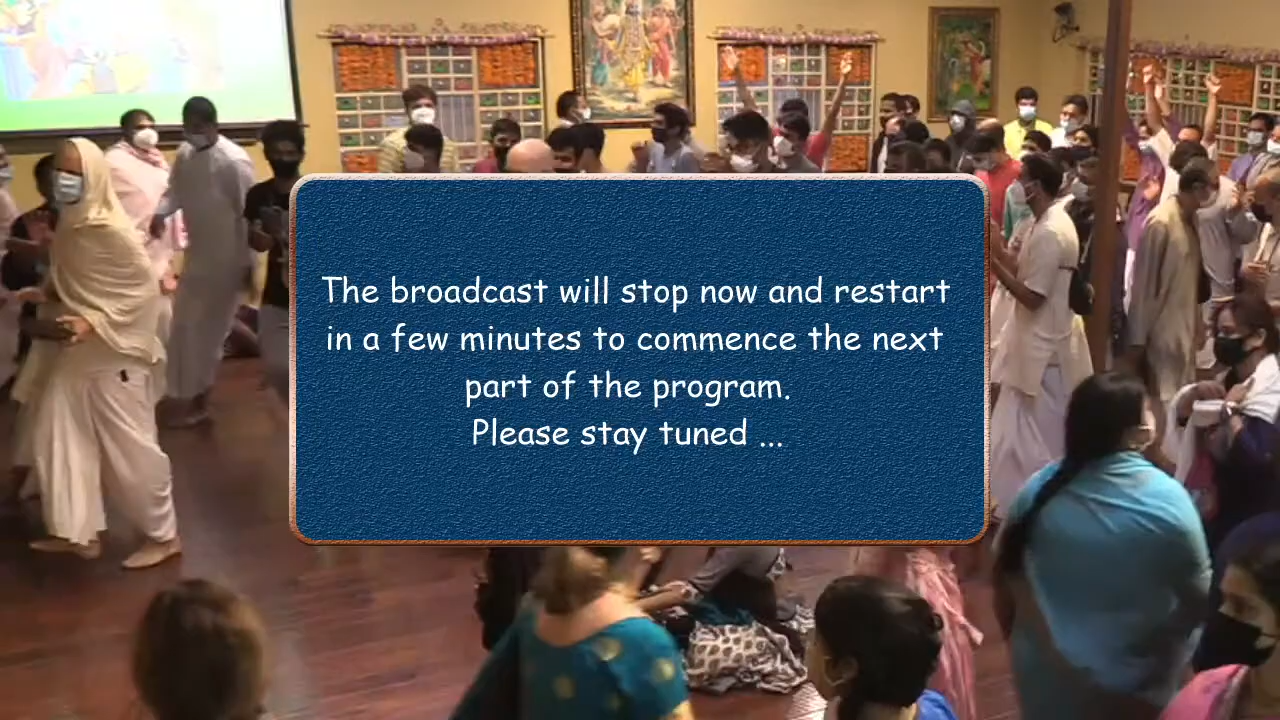 The broadcast will stop now and restart
in a few minutes to commence the next
part of the program.
Please stay tuned ...